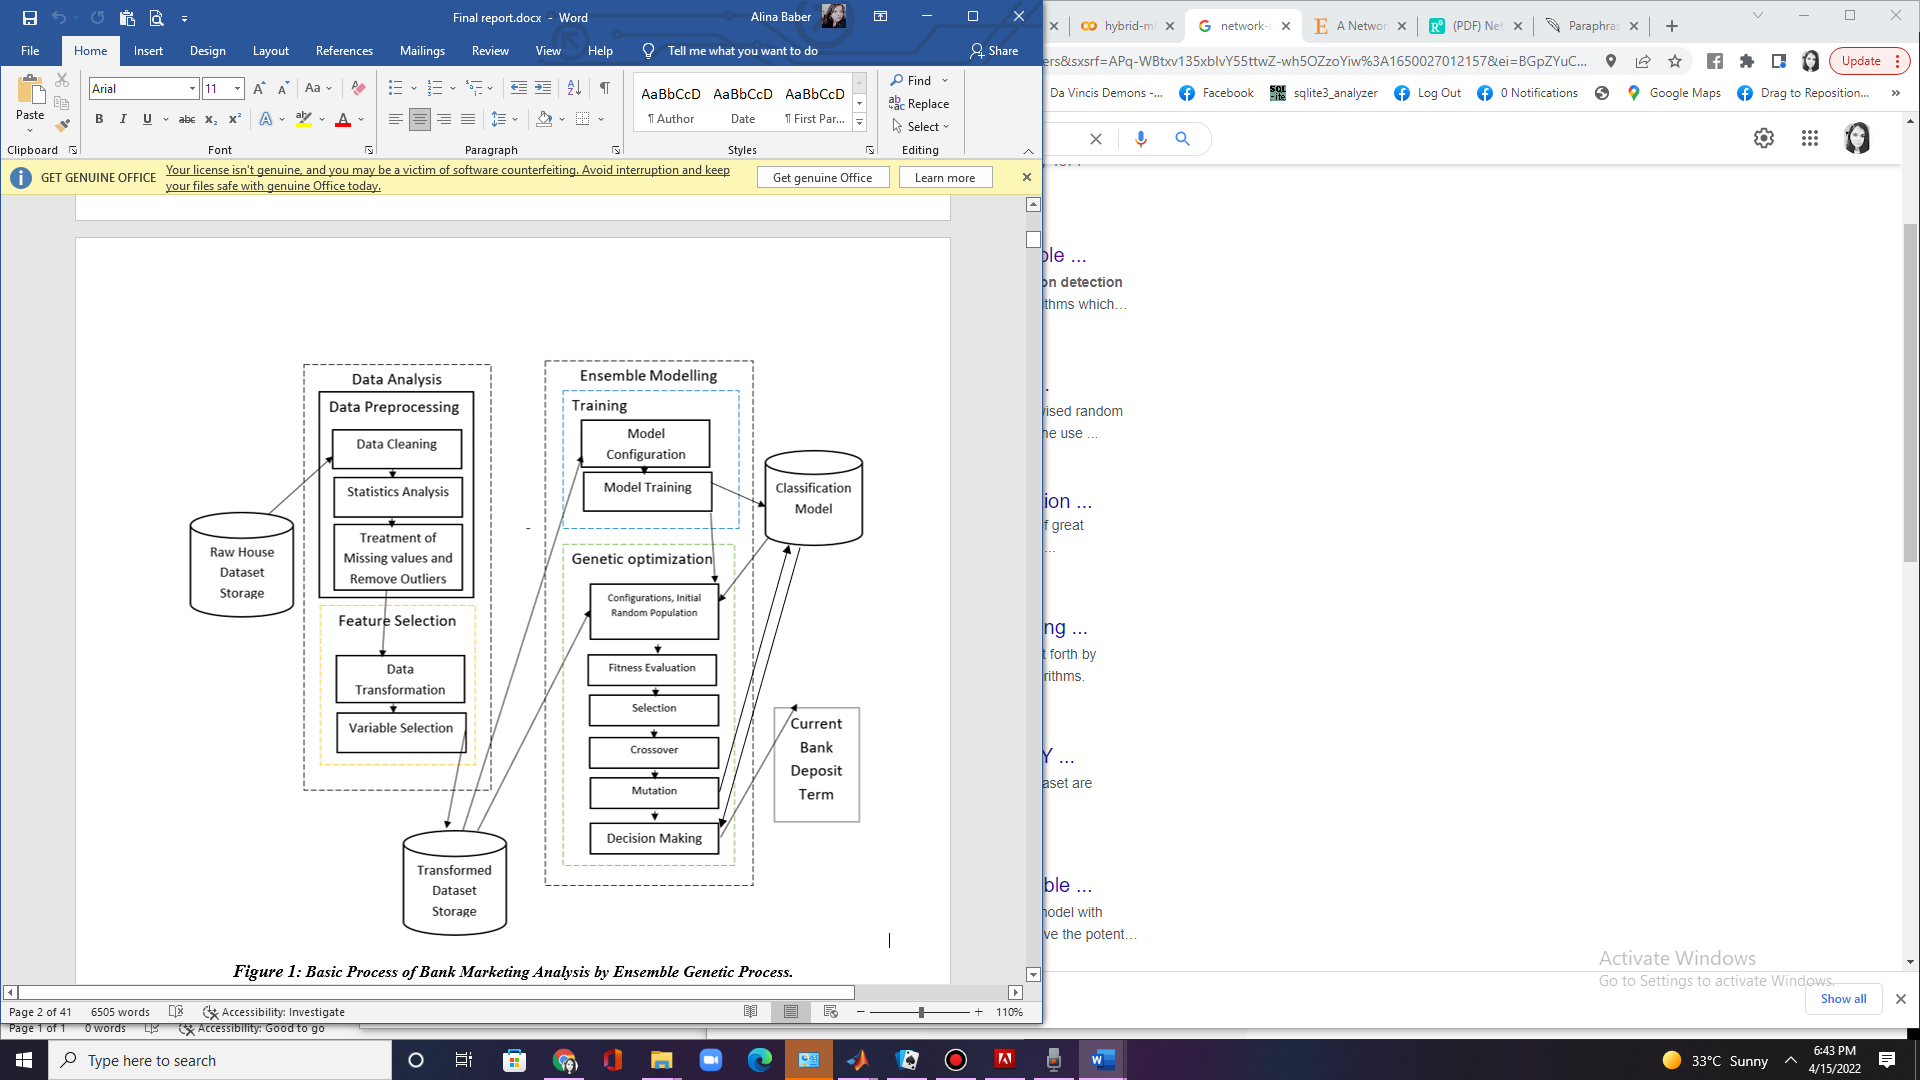 Final report.docx - Word
Alina Baber
File
Home
Insert
Design
Layout
References
Mailings
Review
View
Help
Tell me what you want to do
Share
Paste
Clipboard
Arial
11
Font
Paragraph
AaBbCcD
AaBbCcD
AaBbCcD
¶ Author
Date
¶ First Par...
Styles
Find
Replace
Select
Editing
GET GENUINE OFFICE
Your license isn't genuine, and you may be a victim of software counterfeiting. Avoid interruption and keep
your files safe with genuine Office today.
Get genuine Office
Learn more
Data Analysis
Data Preprocessing
Data Cleaning
Statistics Analysis
Treatment of
Missing values and
Remove Outliers
Feature Selection
Data
Transformation
Variable Selection
Raw House
Dataset
Storage
Transformed
Dataset
Storage
Ensemble Modelling
Training
Model
Configuration
Model Training
Genetic optimization
Configurations, Initial
Random Population
Fitness Evaluation
Selection
Crossover
Mutation
Decision Making
Classification
Model
Current
Bank
Deposit
Term
Figure 1: Basic Process of Bank Marketing Analysis by Ensemble Genetic Process.
Page 2 of 41
6505 words
Accessibility: Investigate
110%
Page 1 of 1
0 words
Accessibility: Good to go
hybrid-m
network-
A Networ
(PDF) Net
Paraphras
ers&sxsrf=APq-WBtxv135xblvY55ttwZ-wh5OZzoYiw%3A1650027012157&ei=BGpZYuC...
Update
Da Vincis Demons -...
Facebook
sqlite3_analyzer
Log Out
0 Notifications
Google Maps
Drag to Reposition...
ble ...
on detection
thms which...
vised random
he use ...
tion ...
f great
...
ng ...
t forth by
rithms.
Y ...
aset are
ble ...
nodel with
ve the potent...
Activate Windows
Go to Settings to activate Windows.
Show all
Type here to search
33°C Sunny
6:43 PM
4/15/2022